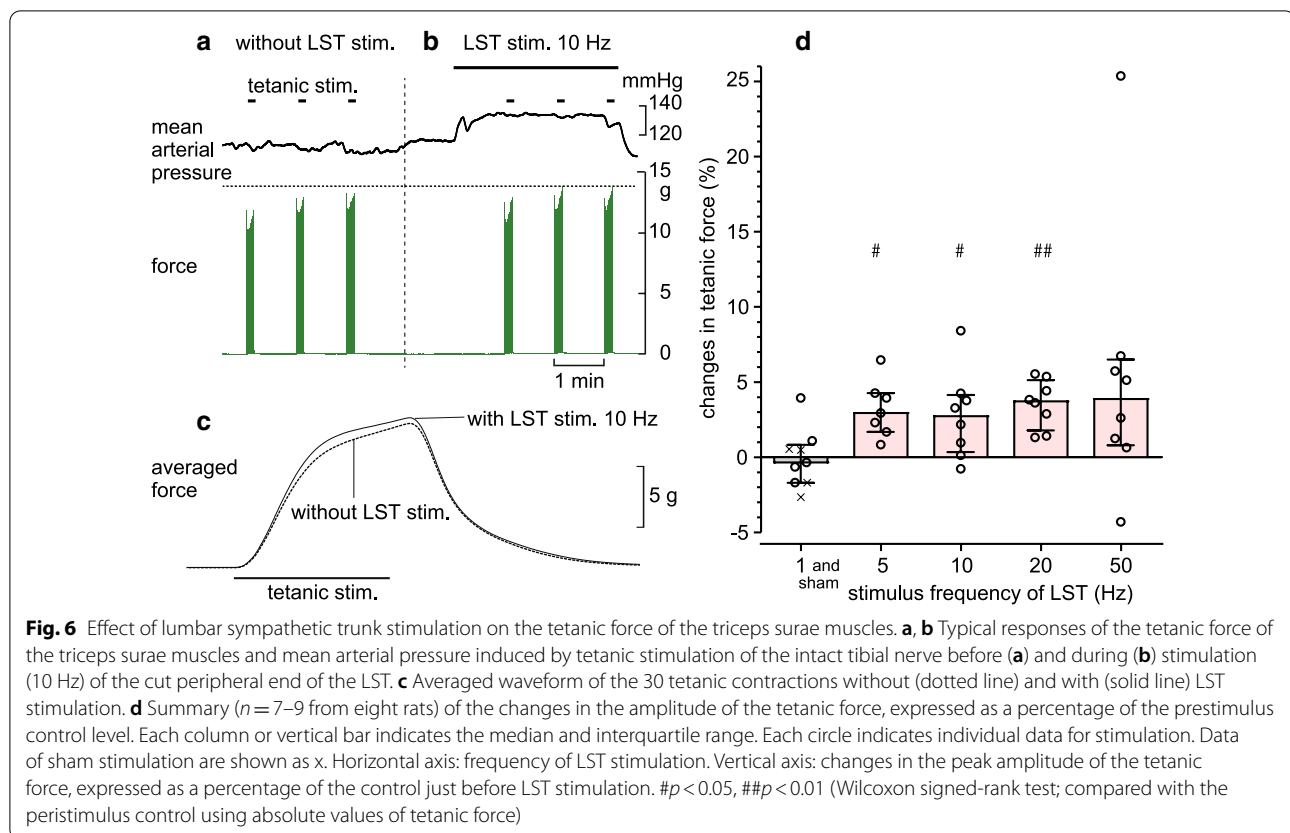 a
without LST stim.
b
LST stim. 10 Hz
d
tetanic stim.
mmHg
140
120
mean
arterial
pressure
15
g
10
5
0
force
1 min
c
with LST stim. 10 Hz
averaged
force
without LST stim.
5 g
tetanic stim.
changes in tetanic force (%)
25
20
15
10
5
0
-5
#
#
##
1 and
sham
5
10
20
50
stimulus frequency of LST (Hz)
Fig. 6 Effect of lumbar sympathetic trunk stimulation on the tetanic force of the triceps surae muscles. a, b Typical responses of the tetanic force of
the triceps surae muscles and mean arterial pressure induced by tetanic stimulation of the intact tibial nerve before (a) and during (b) stimulation
(10 Hz) of the cut peripheral end of the LST. c Averaged waveform of the 30 tetanic contractions without (dotted line) and with (solid line) LST
stimulation. d Summary (n = 7–9 from eight rats) of the changes in the amplitude of the tetanic force, expressed as a percentage of the prestimulus
control level. Each column or vertical bar indicates the median and interquartile range. Each circle indicates individual data for stimulation. Data
of sham stimulation are shown as x. Horizontal axis: frequency of LST stimulation. Vertical axis: changes in the peak amplitude of the tetanic
force, expressed as a percentage of the control just before LST stimulation. #p < 0.05, ##p < 0.01 (Wilcoxon signed-rank test; compared with the
peristimulus control using absolute values of tetanic force)